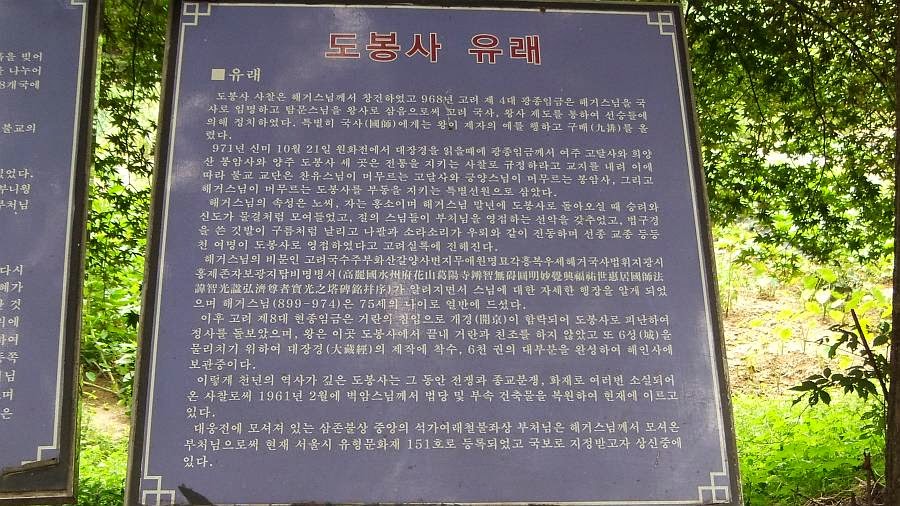 도봉사 유래
■유래
도봉사 사찰은 혜거스님께서 창건하였고 968년 고려 제 4대 광종임금은 혜거스님을 국
사로 임명하고 탄문스님을 왕사로 삼음으로써 고려 국사, 왕사 제도를 통하여 선승들에
의해 정치하였다. 특별히 국사(國師)에게는 왕이 제자의 예를 행하고 구배(九拜)를 올
렸다.
971년 신미 10월 21일 원화전에서 대장경을 읽을때에 광종임금께서 여주 고달사와 희양
산 봉암사와 양주 도봉사 세 곳은 전통을 지키는 사찰로 규정하라고 교지를 내려 이에
따라 불교 교단은 찬유스님이 머무르는 고달사와 긍양스님이 머무르는 봉암사, 그리고
혜거스님이 머무르는 도봉사를 부동을 지키는 특별선원으로 삼았다.
혜거스님의 속성은 노씨, 자는 홍소이며 혜거스님 말년에 도봉사로 돌아오실 때 승려와
신도가 물결처럼 모여들었고, 절의 스님들이 부처님을 영접하는 선악을 갖추었고, 법구경
을 쓴 깃발이 구름처럼 날리고 나팔과 소라소리가 우뢰와 같이 진동하며 선종 교종 등등
천 여명이 도봉사로 영접하였다고 고려실록에 전해진다.
혜거스님의 비문인 고려국수주부화산갈양사변지무애원명묘각흥복우세혜거국사법위지광시
홍제존자보광지탑비명병서(高麗國水州府花山葛陽寺辨智無碍圓明妙覺興福祐世惠居國師法
諱智光諡弘濟尊者寶光之塔碑銘幷序)가 알려지면서 스님에 대한 자세한 행장을 알게 되었
으며 혜거스님(899~974)은 75세의 나이로 열반에 드셨다.
이후 고려 제8대 현종임금은 거란의 침입으로 개경(開京)이 함락되어 도봉사로 피난하여
정사를 돌보았으며, 왕은 이곳 도봉사에서 끝내 거란과 친조를 하지 않았고 또 6성(城)을
물리치기 위하여 대장경(大藏經)의 제작에 착수, 6천 권의 대부분을 완성하여 해인사에
보관중이다.
이렇게 천년의 역사가 깊은 도봉사는 그 동안 전쟁과 종교분쟁, 화재로 여러번 소실되어
온 사찰로써 1961년 2월에 벽암스님께서 법당 및 부속 건축물을 복원하여 현재에 이르고
있다.
대웅전에 모셔져 있는 삼존불상 중앙의 석가여래철불좌상 부처님은 혜거스님께서 모셔온
부처님으로써 현재 서울시 유형문화재 151호로 등록되었고 국보로 지정받고자 상신중에
있다.